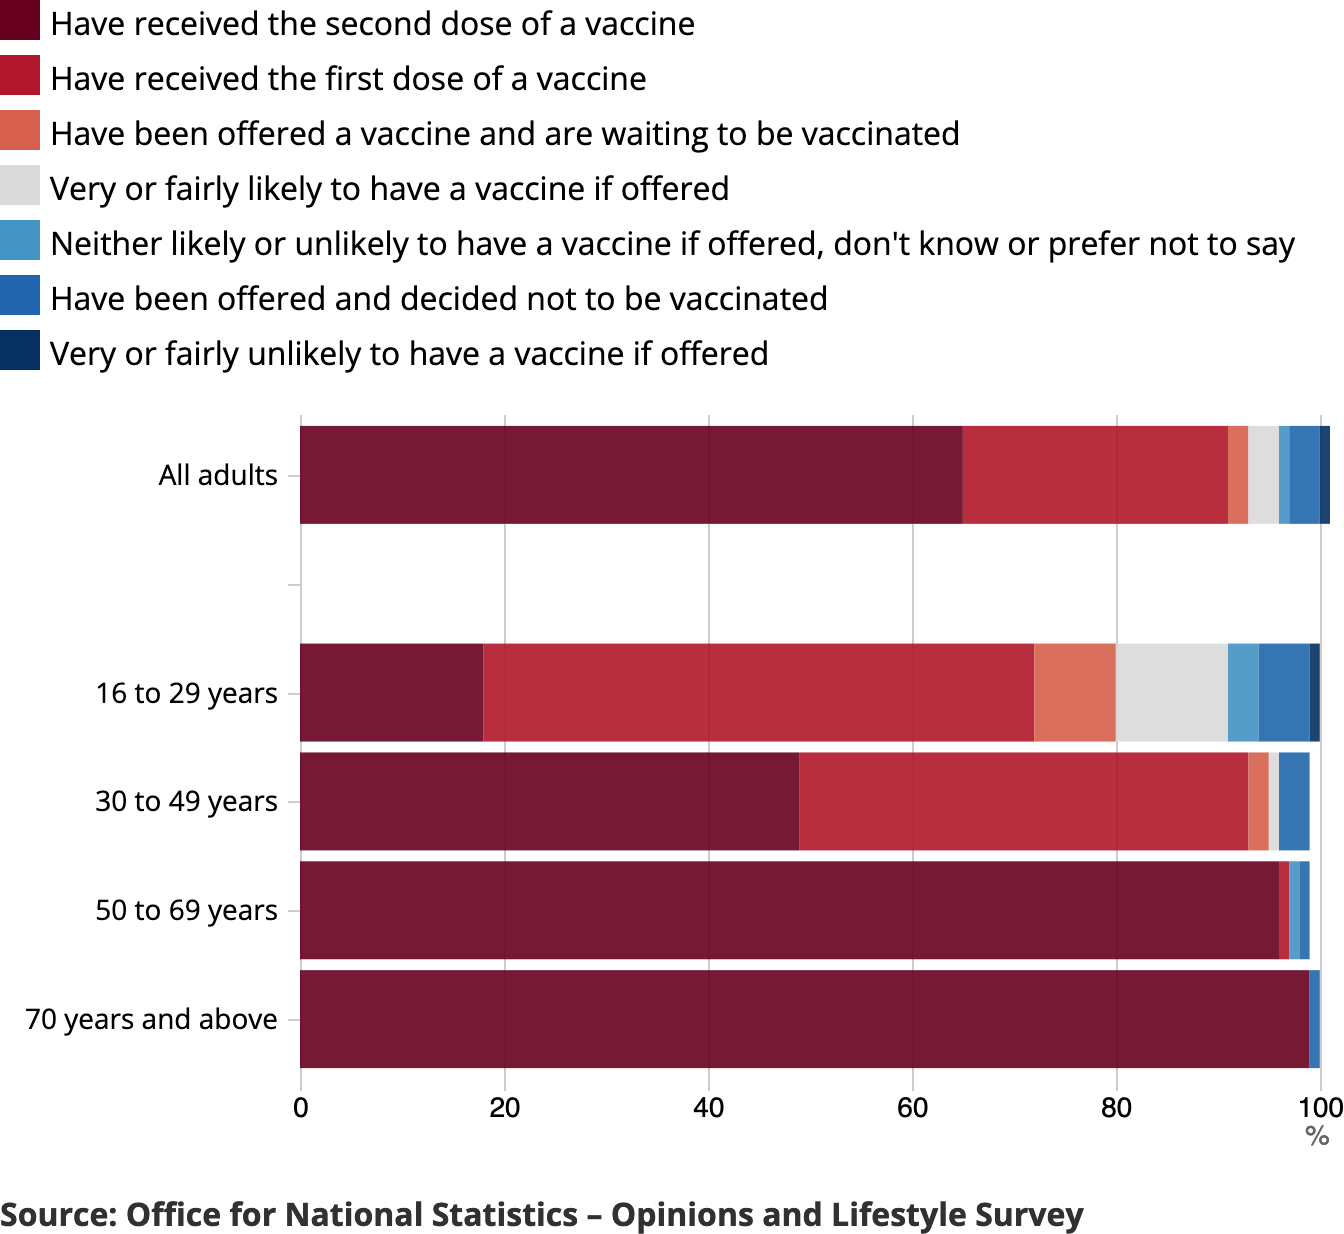 Have received the second dose of a vaccine
Have received the first dose of a vaccine
Have been offered a vaccine and are waiting to be vaccinated
Very or fairly likely to have a vaccine if offered
Neither likely or unlikely to have a vaccine if offered, don't know or prefer not to say
Have been offered and decided not to be vaccinated
Very or fairly unlikely to have a vaccine if offered
All adults
16 to 29 years
30 to 49 years
50 to 69 years
70 years and above
0 20 40 60 80 100
%
Source: Office for National Statistics – Opinions and Lifestyle Survey